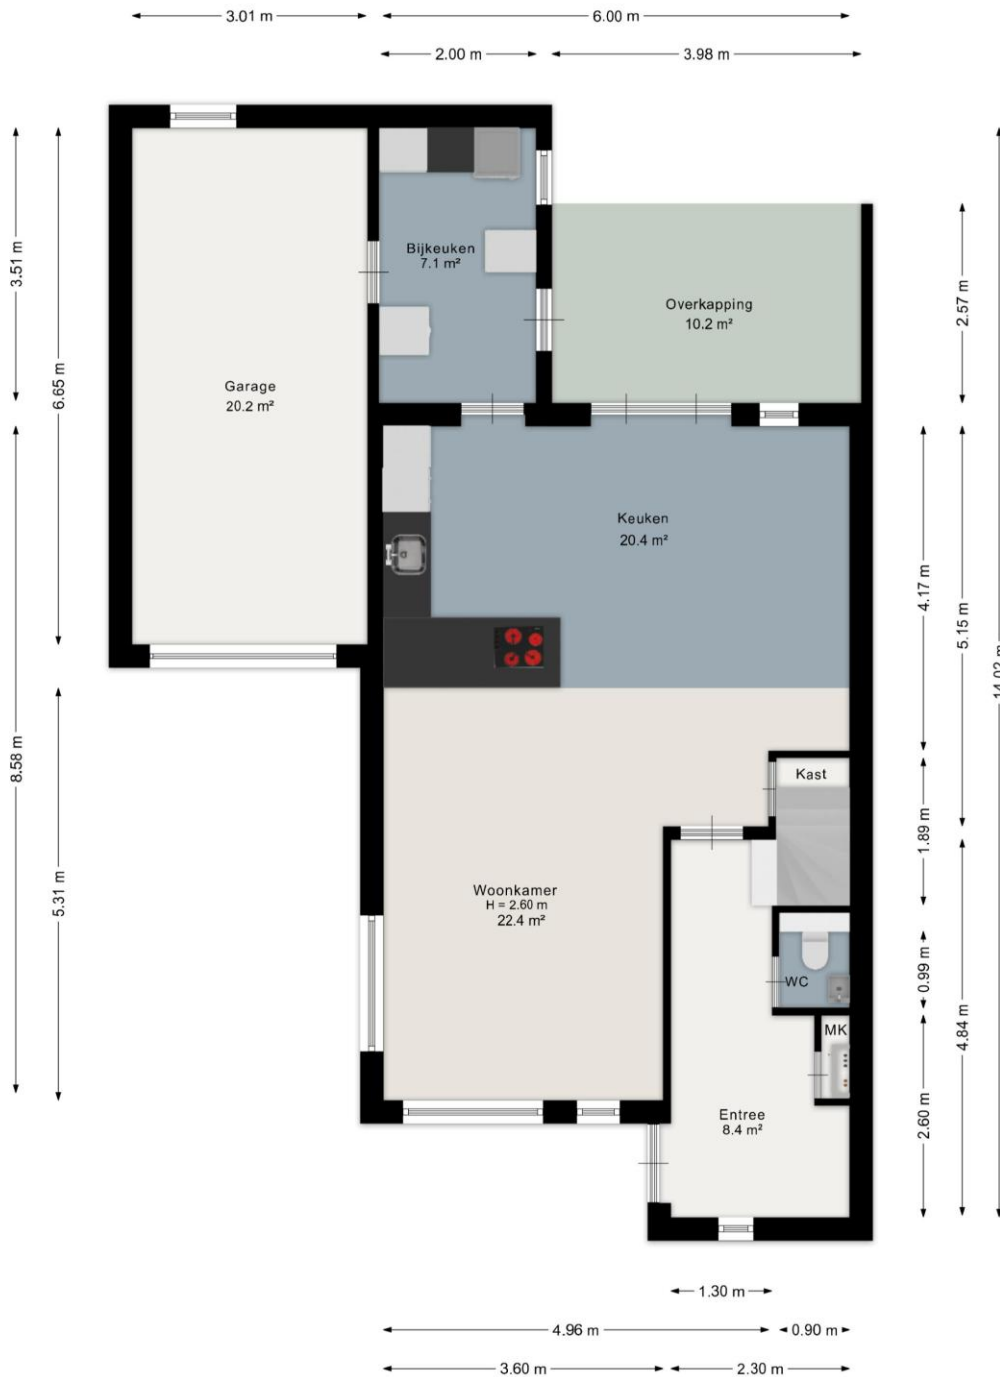 3.01 m
6.00 m
2.00 m
3.98 m
3.51 m
6.65 m
8.58 m
5.31 m
Bijkeuken
7.1 m²
Overkapping
10.2 m²
Garage
20.2 m²
Keuken
20.4 m²
Kast
Woonkamer
H = 2.60 m
22.4 m²
WC
MK
Entree
8.4 m²
2.57 m
4.17 m
5.15 m
14.02 m
1.89 m
0.99 m
4.84 m
2.60 m
1.30 m
4.96 m
0.90 m
3.60 m
2.30 m